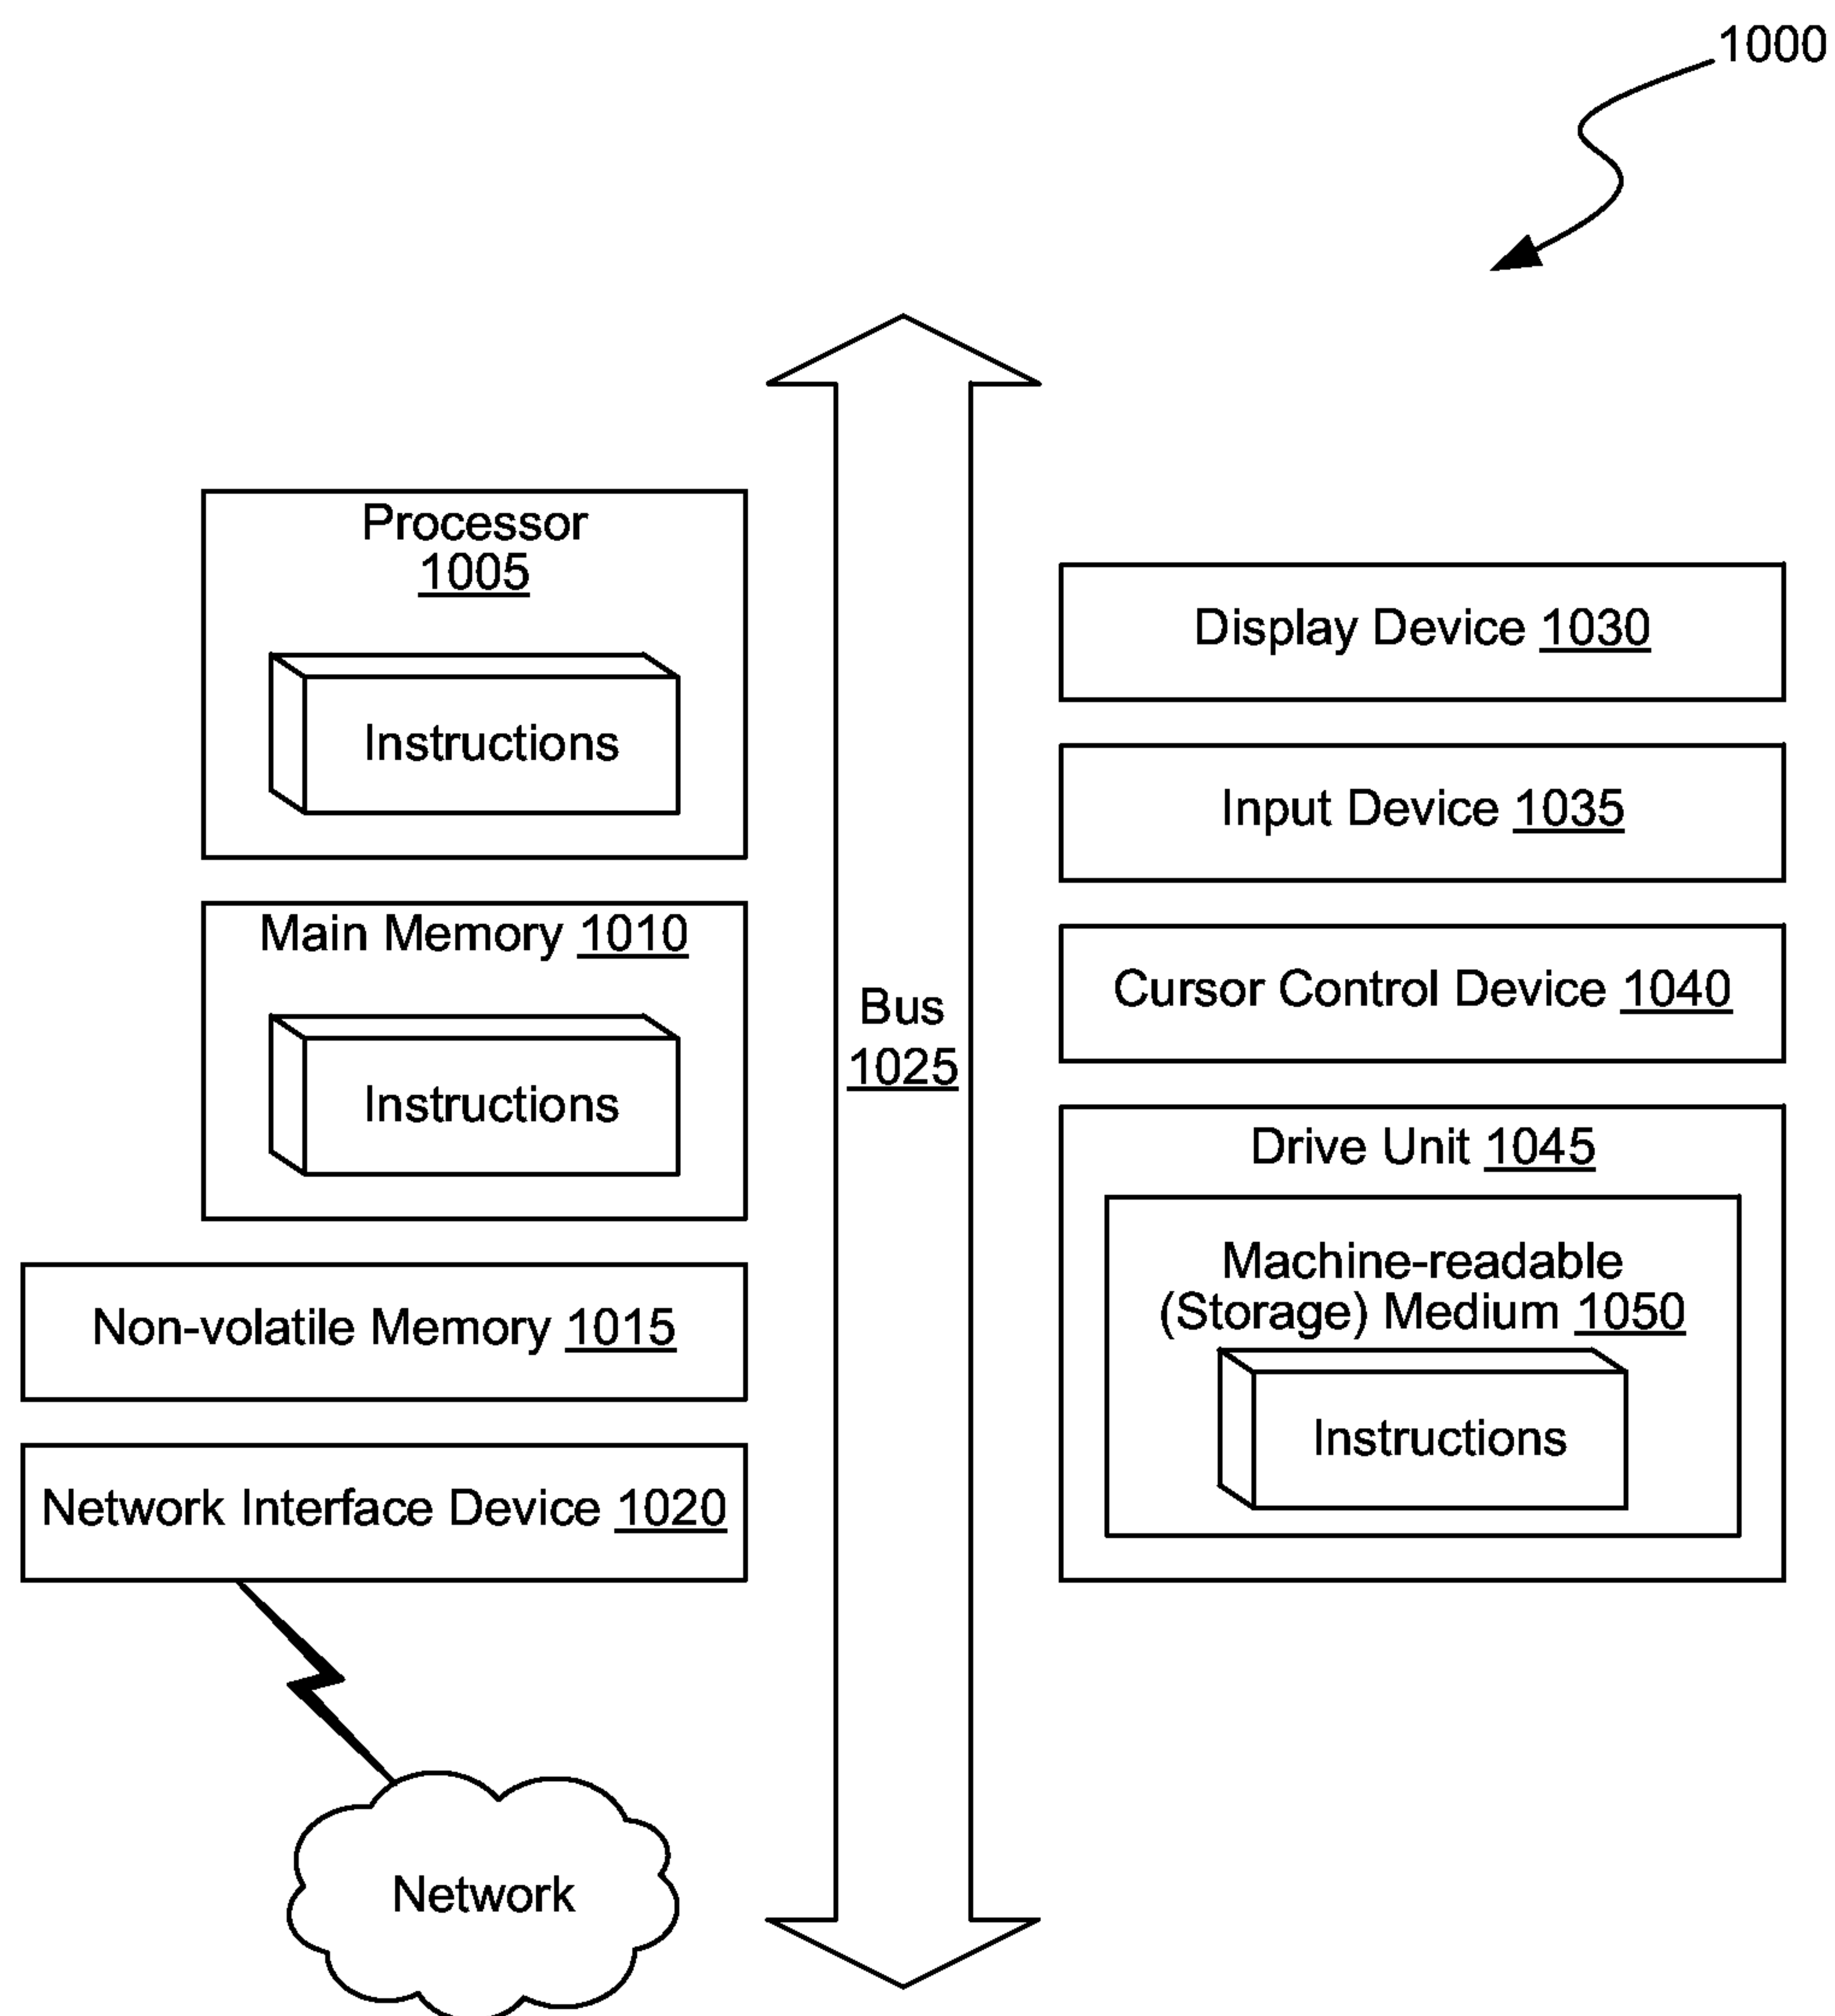 1000
Processor
1005
Instructions
Main Memory 1010
Instructions
Non-volatile Memory 1015
Network Interface Device 1020
Network
Bus
1025
Display Device 1030
Input Device 1035
Cursor Control Device 1040
Drive Unit 1045
Machine-readable
(Storage) Medium 1050
Instructions